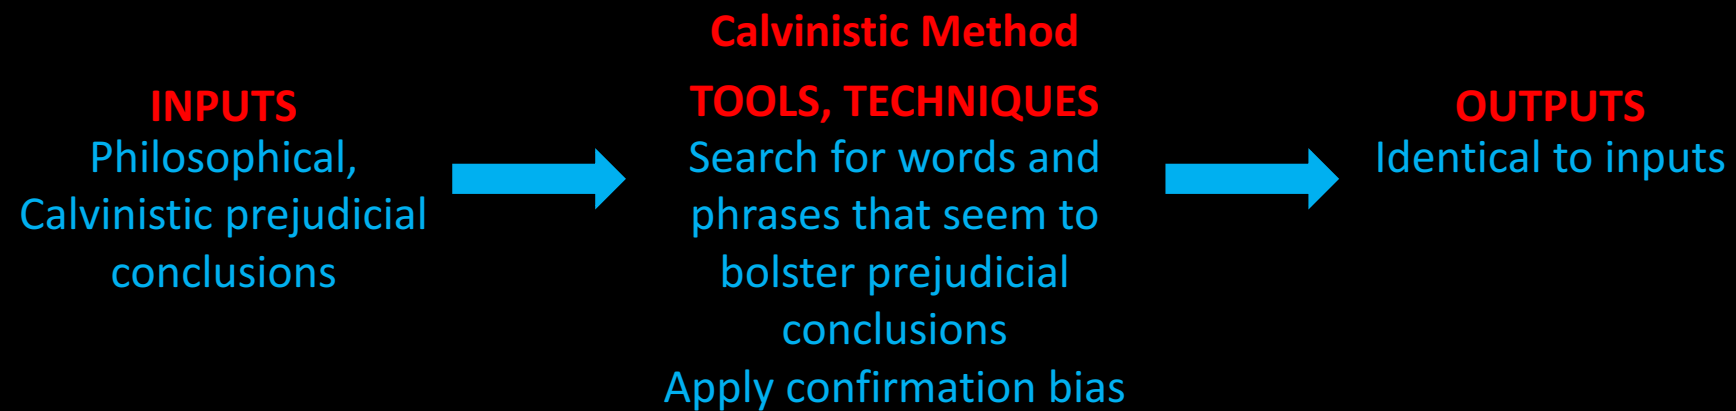 Calvinistic Method
INPUTS
Philosophical,
Calvinistic prejudicial
conclusions
TOOLS, TECHNIQUES
Search for words and
phrases that seem to
bolster prejudicial
conclusions
Apply confirmation bias
OUTPUTS
Identical to inputs